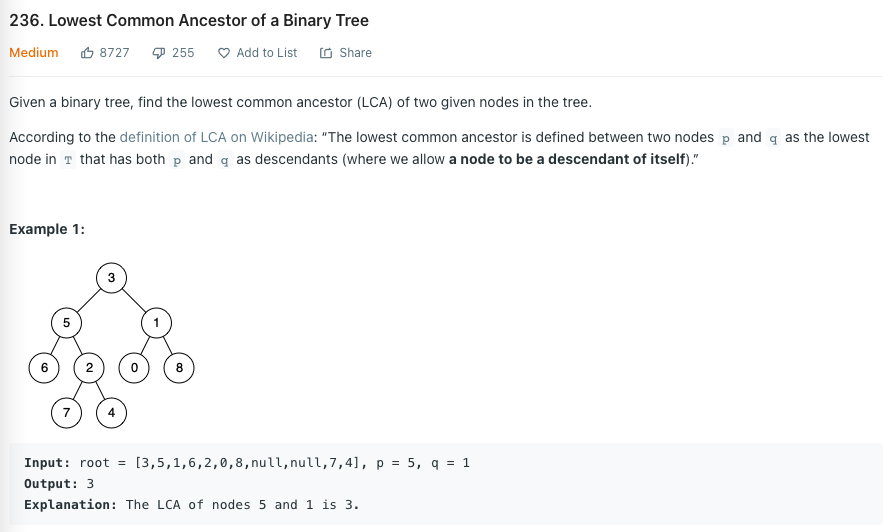 236. Lowest Common Ancestor of a Binary Tree
Medium 8727 255 Add to List Share
Given a binary tree, find the lowest common ancestor (LCA) of two given nodes in the tree.
According to the definition of LCA on Wikipedia: “The lowest common ancestor is defined between two nodes p and q as the lowest
node in T that has both p and q as descendants (where we allow a node to be a descendant of itself).”
Example 1:
3
5 1
6 2 0 8
7 4
Input: root = [3,5,1,6,2,0,8,null,null,7,4], p = 5, q = 1
Output: 3
Explanation: The LCA of nodes 5 and 1 is 3.